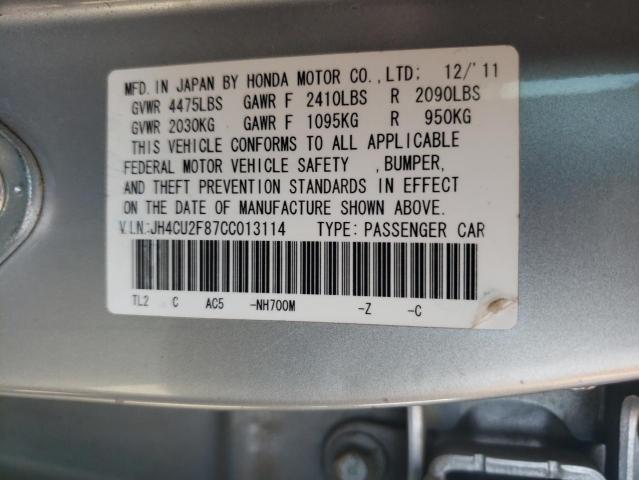 MFD. IN JAPAN BY HONDA MOTOR CO.,LTD: 12/'11
GVWR 4475LBS GAWR F 2410LBS R 2090LBS
GVWR 2030KG GAWR F 1095KG R 950KG
THIS VEHICLE CONFORMS TO ALL APPLICABLE
FEDERAL MOTOR VEHICLE SAFETY ,BUMPER,
AND THEFT PREVENTION STANDARDS IN EFFECT
ON THE DATE OF MANUFACTURE SHOWN ABOVE.
V.I.N.:JH4CU2F87CC013114 TYPE: PASSENGER CAR
TL2 C AC5 -NH700M -Z -C